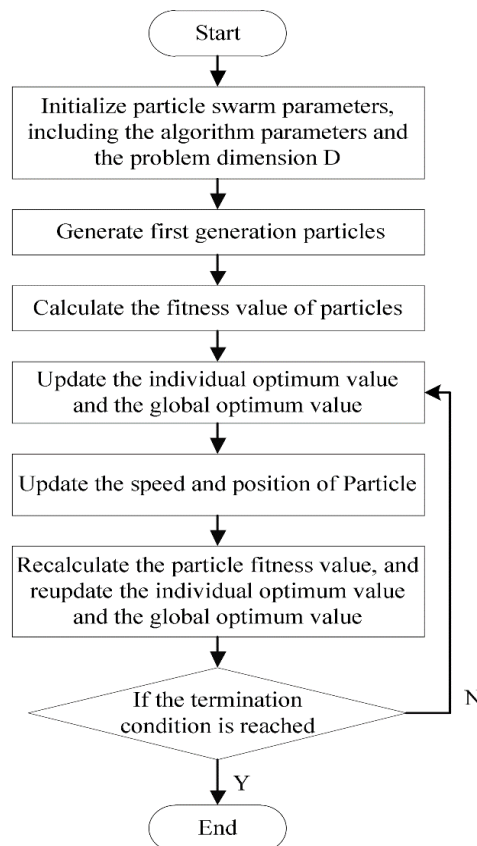 Start
Initialize particle swarm parameters,
including the algorithm parameters and
the problem dimension D
Generate first generation particles
Calculate the fitness value of particles
Update the individual optimum value
and the global optimum value
Update the speed and position of Particle
Recalculate the particle fitness value, and
reupdate the individual optimum value
and the global optimum value
If the termination
condition is reached
N
Y
End